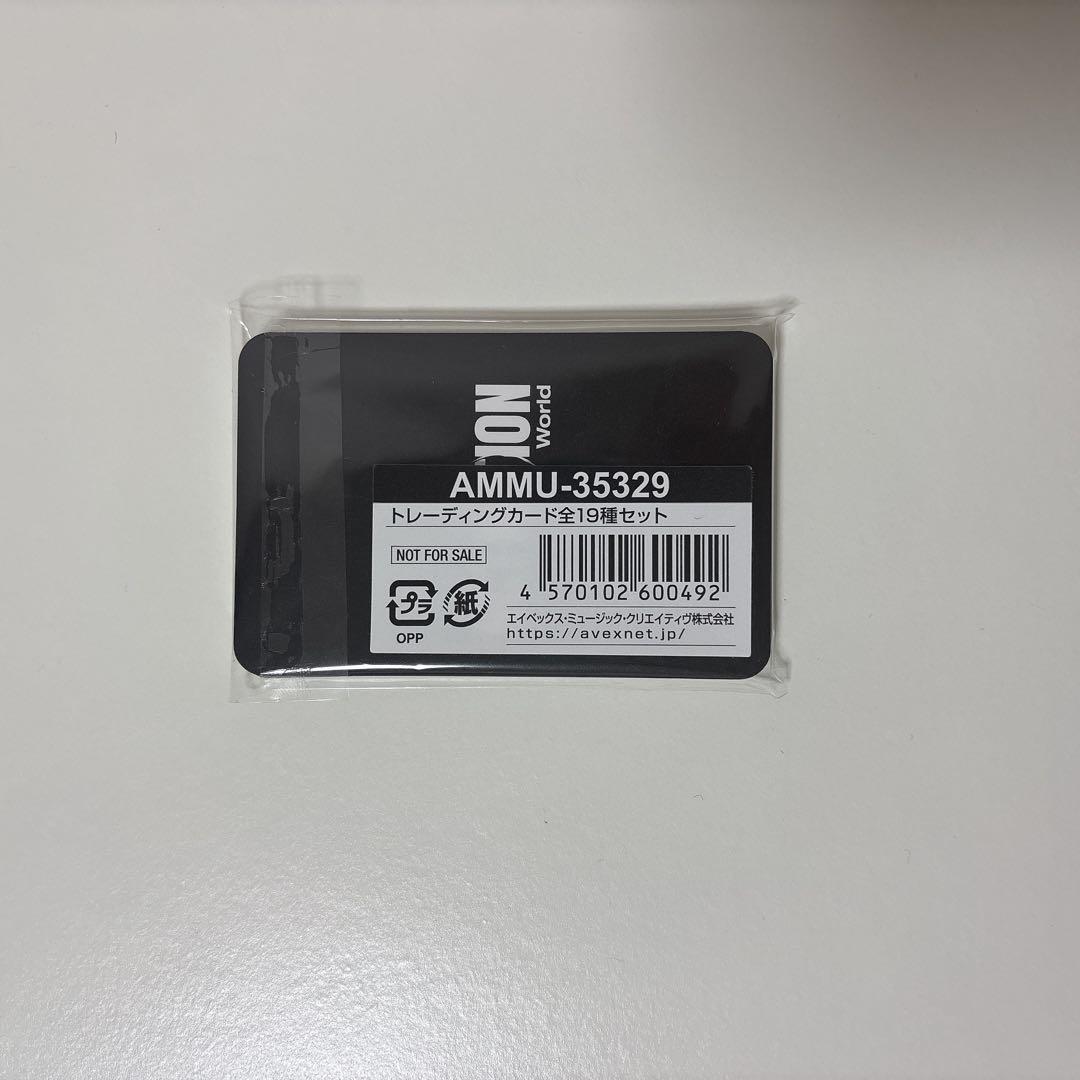 World
AMMU-35329
トレーディングカード全19種セット
NOT FOR SALE
プラ
紙
OPP
4 570102 600492
エイベックス・ミュージック・クリエイティヴ株式会社
https://avexnet.jp/